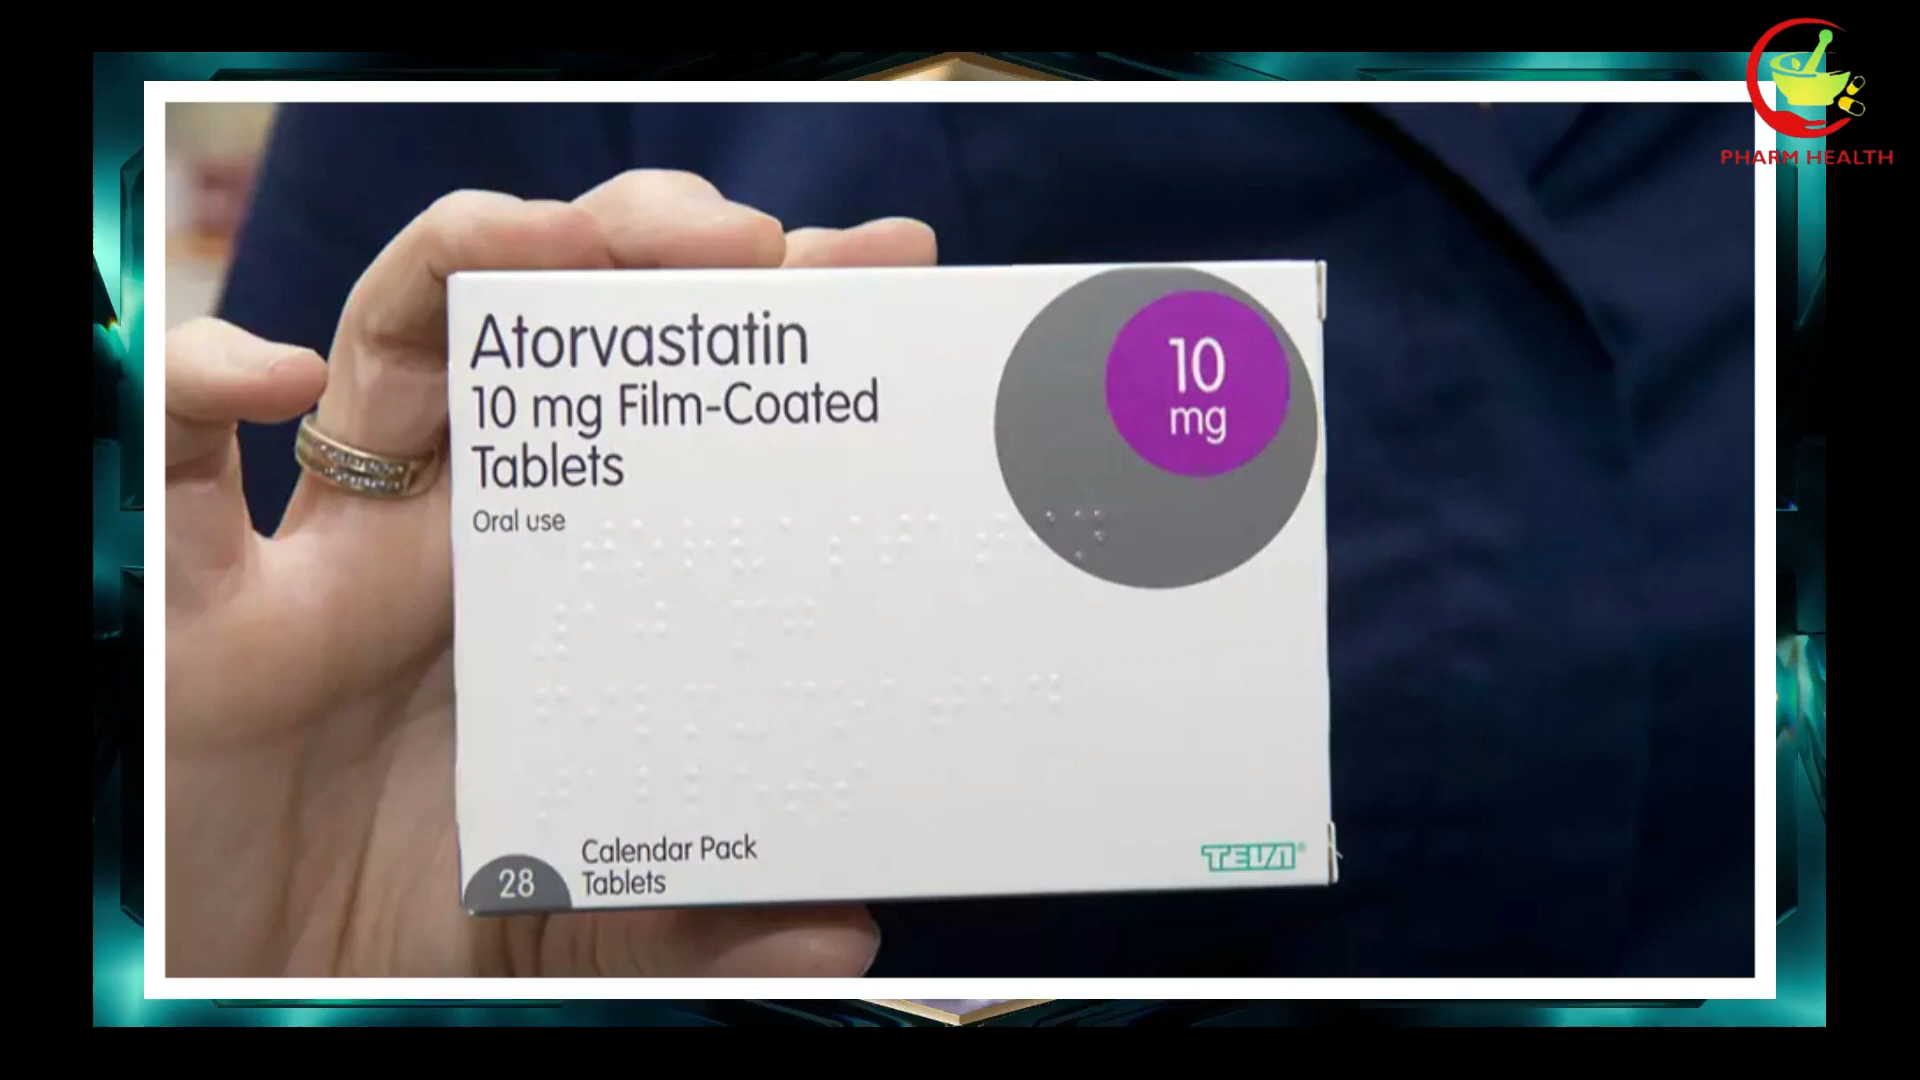 PHARM HEALTH
Atorvastatin
10 mg Film-Coated
Tablets
Oral use
10
mg
28
Calendar Pack
Tablets
TEVA®